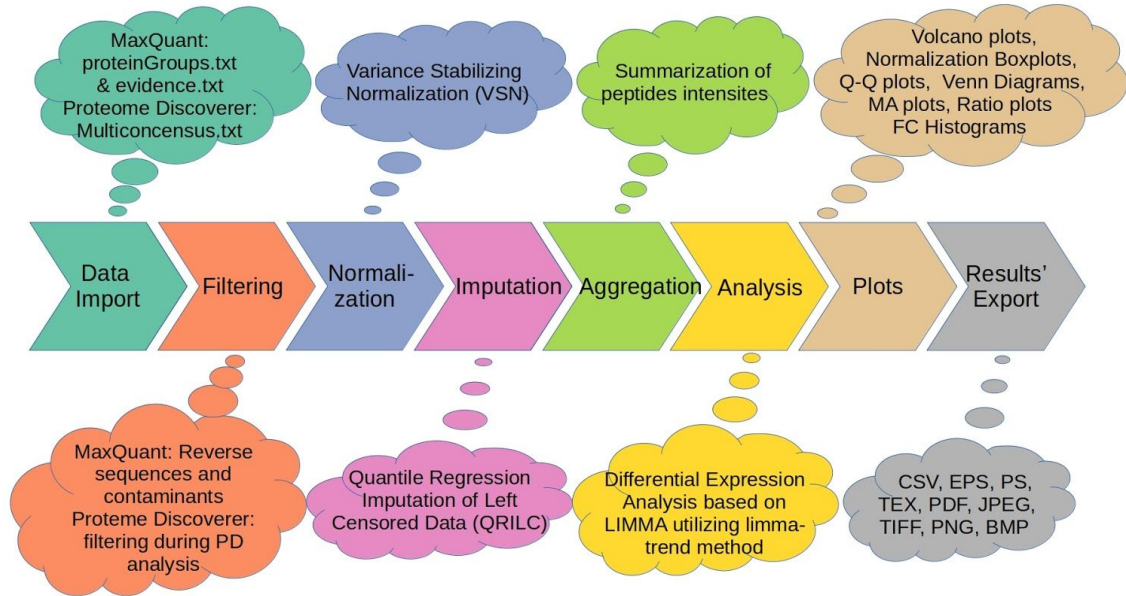 MaxQuant:
proteinGroups.txt
& evidence.txt
Proteome Discoverer:
Multiconcensus.txt
Variance Stabilizing
Normalization (VSN)
Summarization of
peptides intensites
Volcano plots,
Normalization Boxplots,
Q-Q plots, Venn Diagrams,
MA plots, Ratio plots
FC Histograms
Data
Import
Filtering
Normali-
zation
Imputation
Aggregation
Analysis
Plots
Results’
Export
MaxQuant: Reverse
sequences and
contaminants
Proteme Discoverer:
filtering during PD
analysis
Quantile Regression
Imputation of Left
Censored Data (QRILC)
Differential Expression
Analysis based on
LIMMA utilizing limma-
trend method
CSV, EPS, PS,
TEX, PDF, JPEG,
TIFF, PNG, BMP